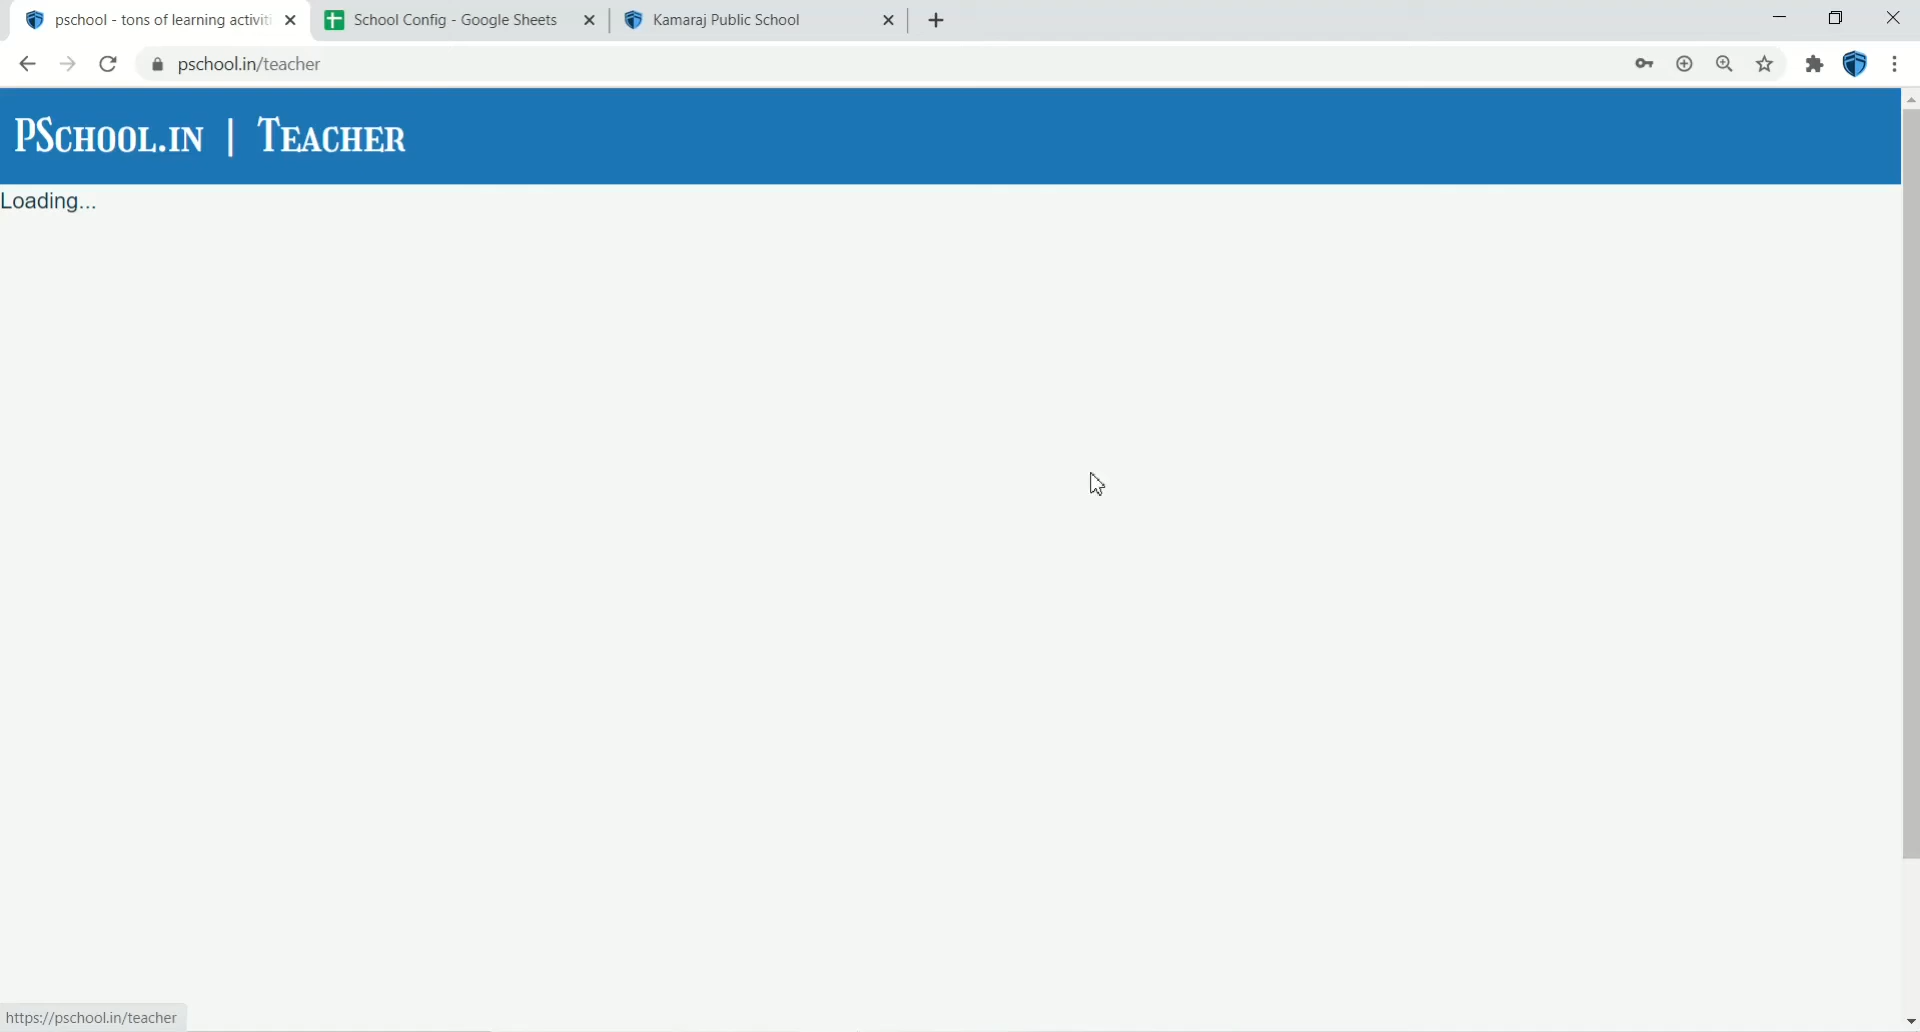 pschool - tons of learning activiti
School Config - Google Sheets
Kamaraj Public School
pschool.in/teacher
PSchool.in | Teacher
Loading...
https://pschool.in/teacher